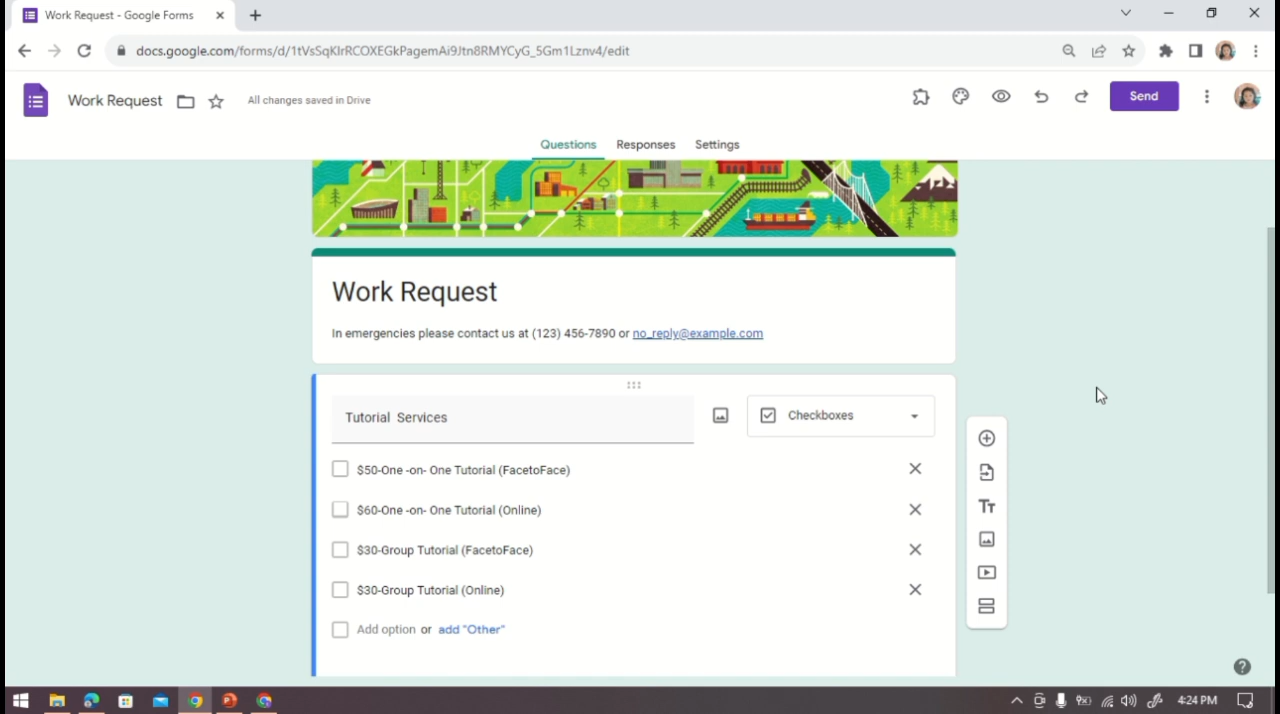 Work Request - Google Forms
docs.google.com/forms/d/1tVsSqKIrRCOXEGkPagemAi9Jtn8RMYCyG_5Gm1Lznv4/edit
Work Request
All changes saved in Drive
Send
Questions
Responses
Settings
Work Request
In emergencies please contact us at (123) 456-7890 or no_reply@example.com
Tutorial  Services
Checkboxes
$50-One -on- One Tutorial (FacetoFace)
$60-One -on- One Tutorial (Online)
$30-Group Tutorial (FacetoFace)
$30-Group Tutorial (Online)
Add option or add "Other"
4:24 PM